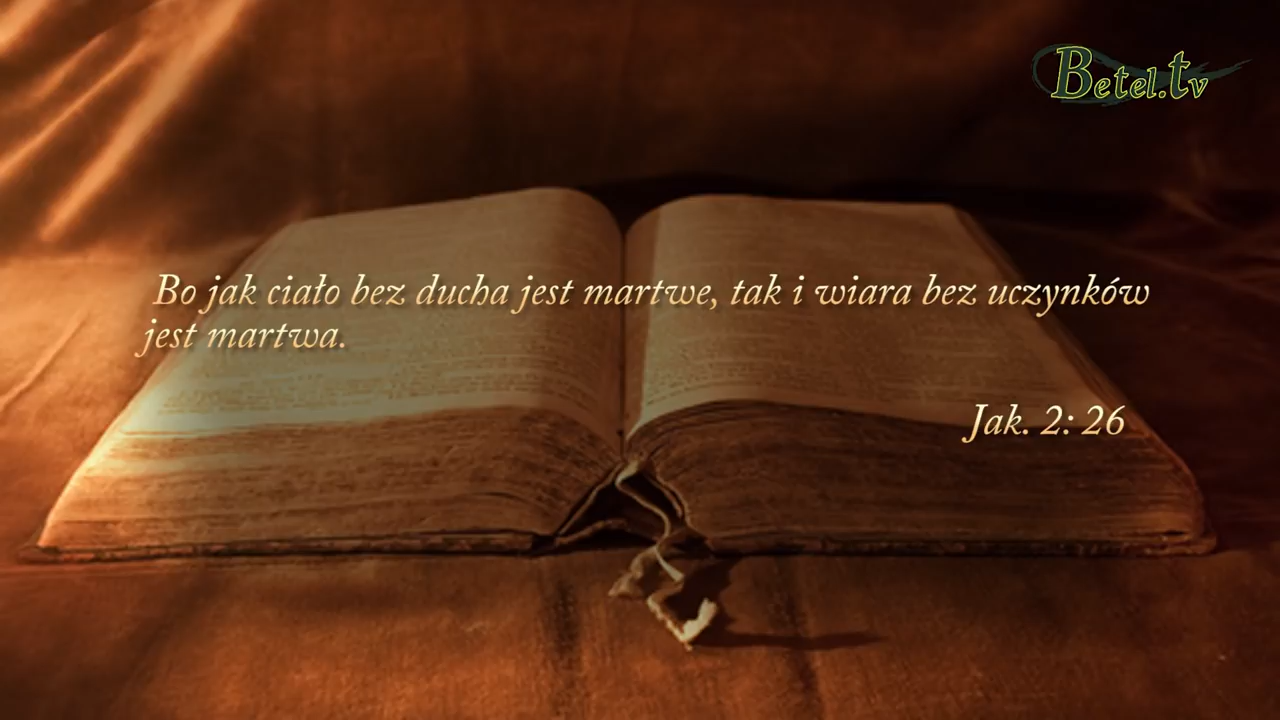 Betel.tv
Bo jak ciało bez ducha jest martwe, tak i wiara bez uczynków
jest martwa.
Jak. 2: 26